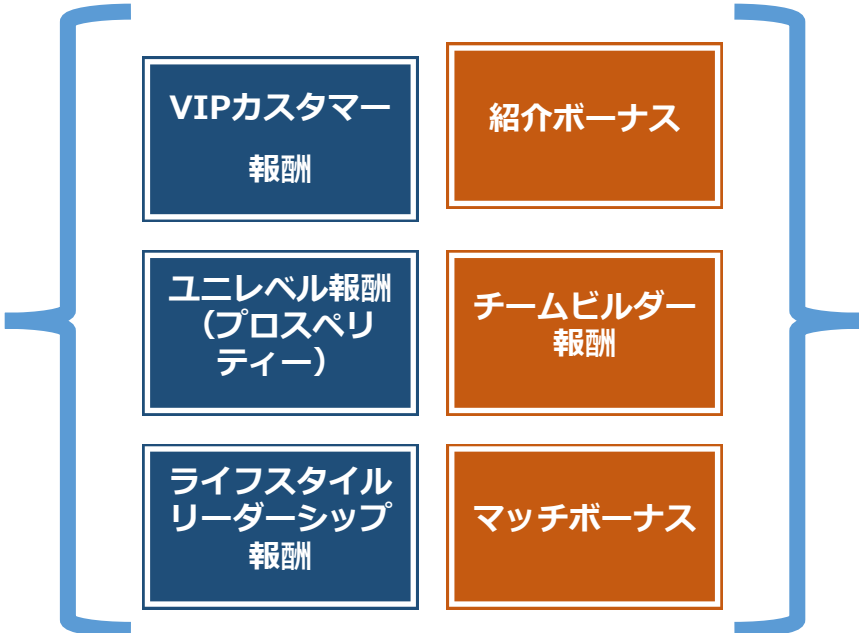 VIPカスタマー
報酬
紹介ボーナス
ユニレベル報酬
（プロスペリ
ティー）
チームビルダー
報酬
ライフスタイル
リーダーシップ
報酬
マッチボーナス